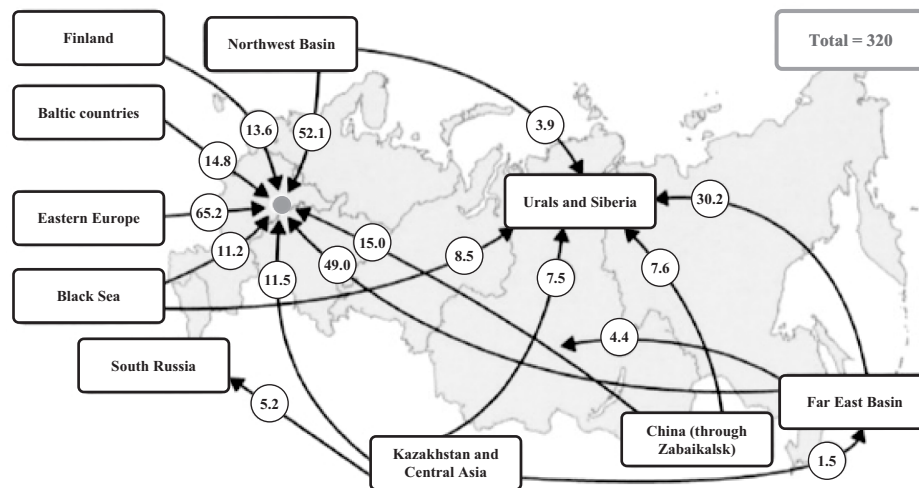 Finland
Northwest Basin
Total = 320
Baltic countries
13.6
52.1
3.9
14.8
Eastern Europe
65.2
Urals and Siberia
30.2
11.2
15.0
Black Sea
11.5
49.0
8.5
7.5
7.6
South Russia
4.4
5.2
Far East Basin
Kazakhstan and
Central Asia
China (through
Zabaikalsk)
1.5